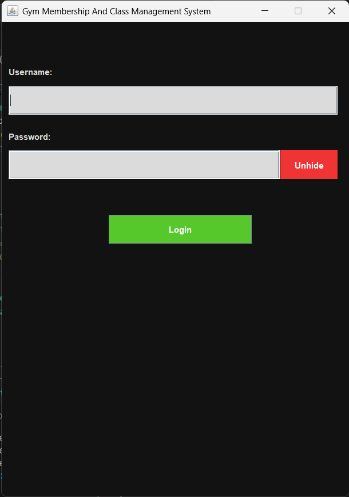 Gym Membership And Class Management System
Username:
Password:
Unhide
Login